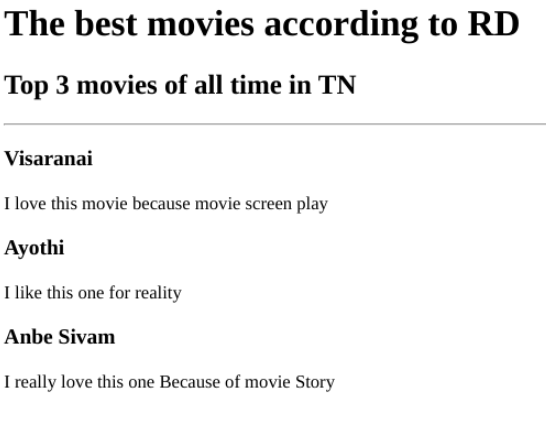 The best movies according to RD
Top 3 movies of all time in TN
Visaranai
I love this movie because movie screen play
Ayothi
I like this one for reality
Anbe Sivam
I really love this one Because of movie Story